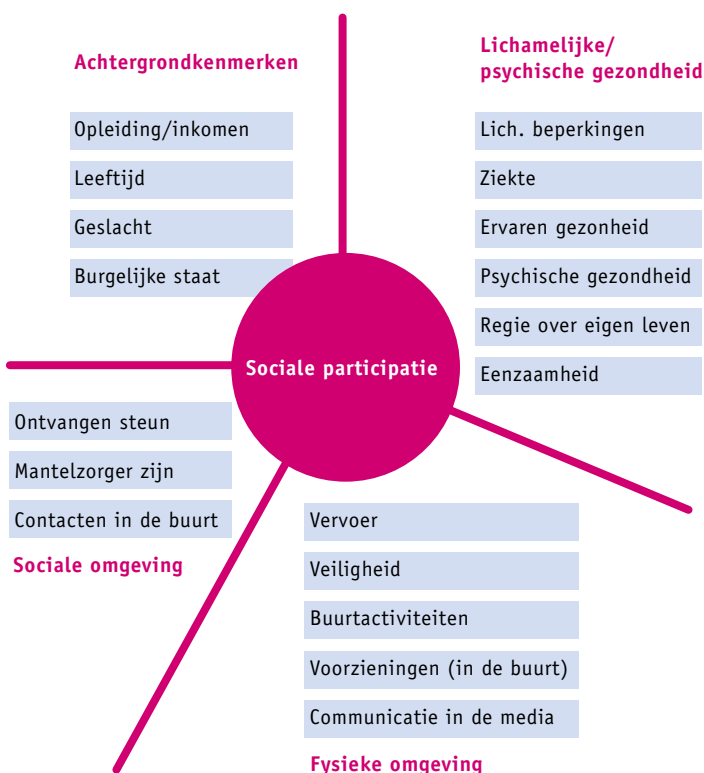 Achtergrondkenmerken
Opleiding/inkomen
Leeftijd
Geslacht
Burgelijke staat
Lichamelijke/
psychische gezondheid
Lich. beperkingen
Ziekte
Ervaren gezonheid
Psychische gezondheid
Regie over eigen leven
Eenzaamheid
Sociale participatie
Ontvangen steun
Mantelzorger zijn
Contacten in de buurt
Sociale omgeving
Vervoer
Veiligheid
Buurtactiviteiten
Voorzieningen (in de buurt)
Communicatie in de media
Fysieke omgeving